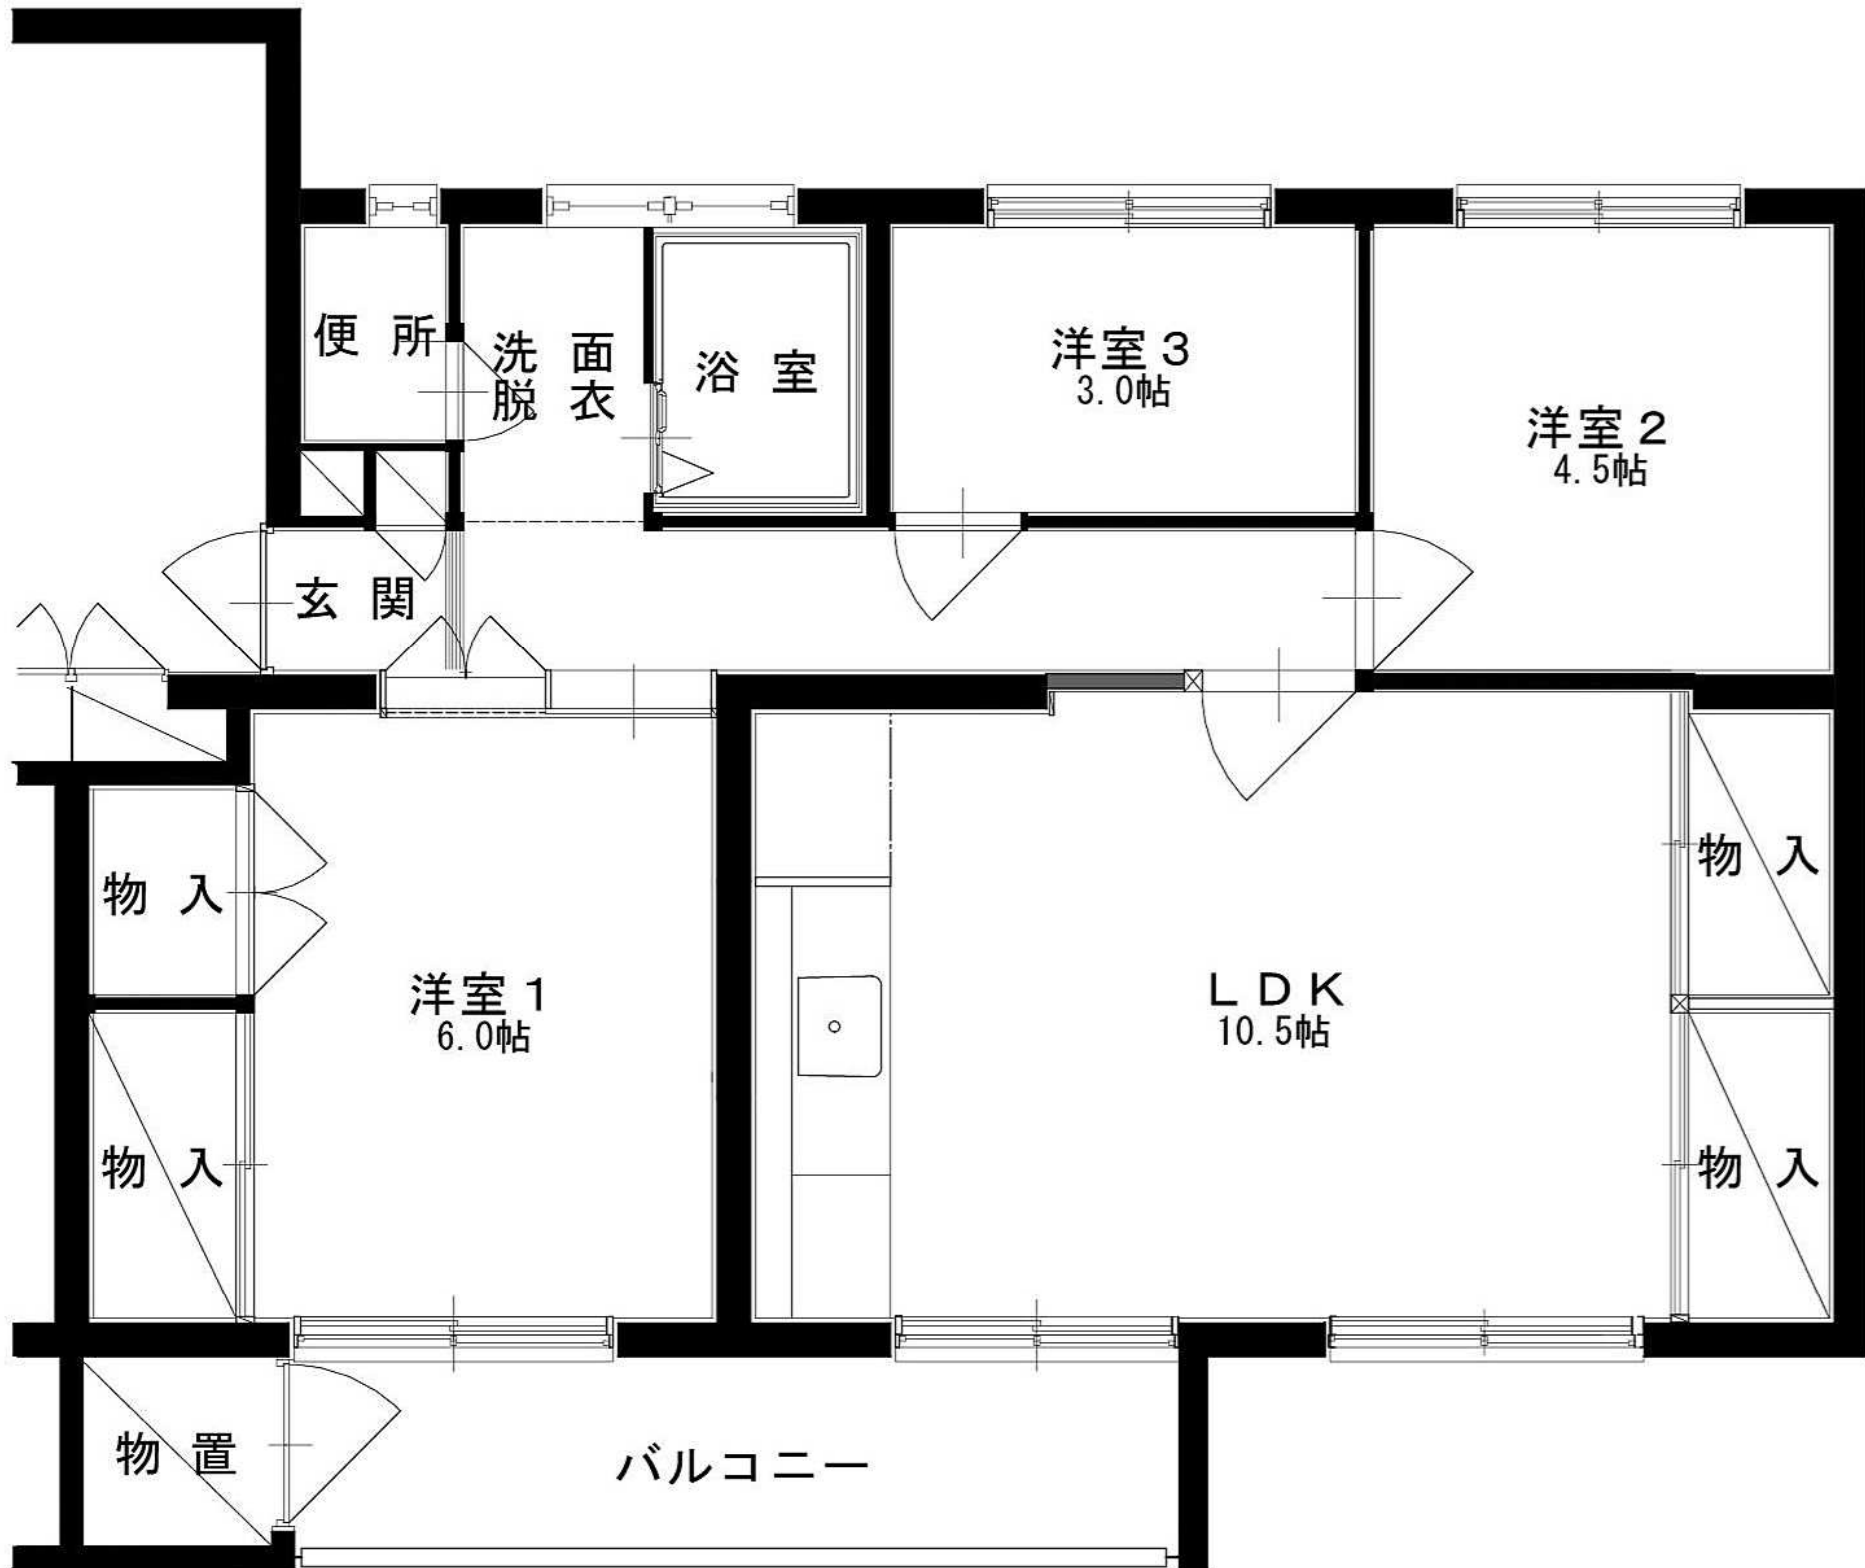 便 所
洗 面
脱 衣
浴 室
洋室３
3.0帖
洋室２
4.5帖
玄 関
物 入
物 入
洋室１
6.0帖
ＬＤＫ
10.5帖
物 入
物 入
物 置
バルコニー